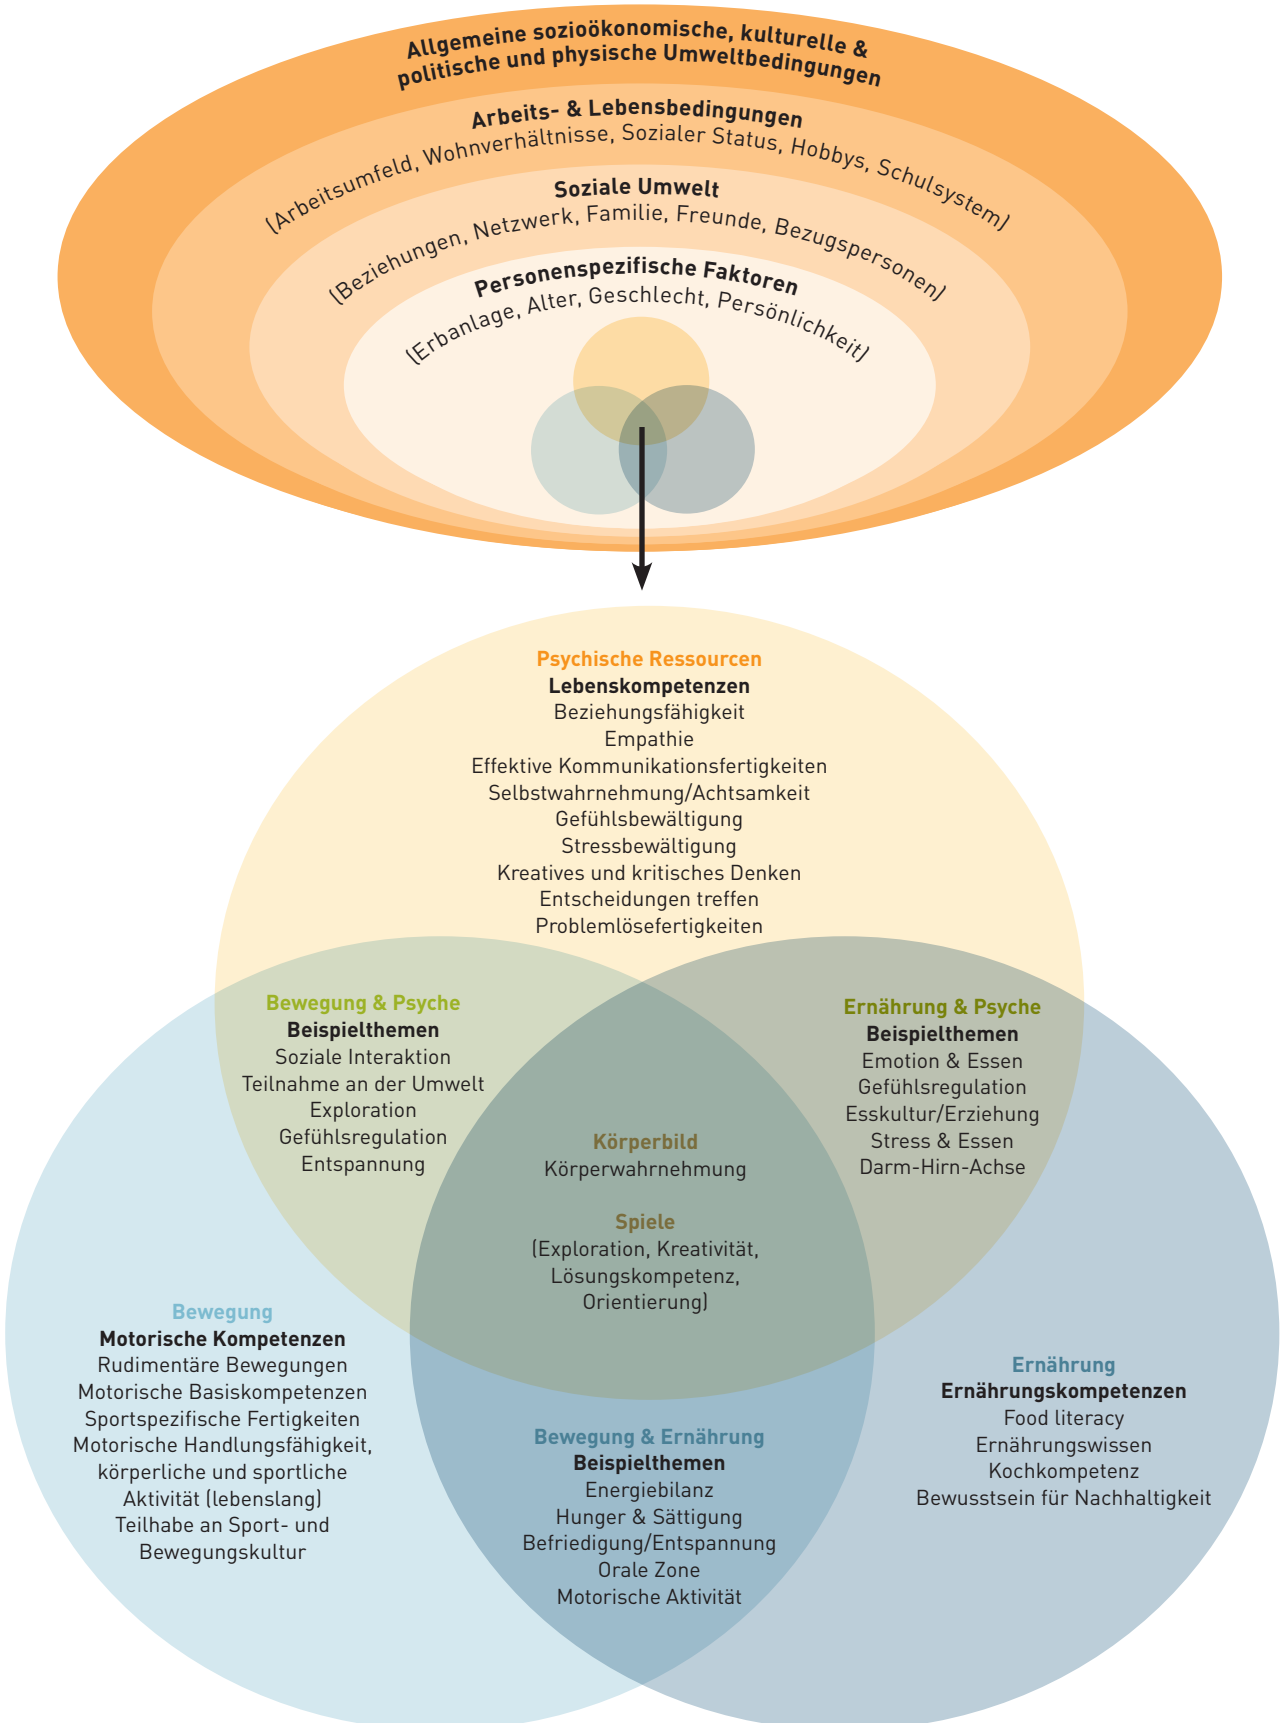 Allgemeine sozioökonomische, kulturelle &
politische und physische Umweltbedingungen
Arbeits- & Lebensbedingungen
(Arbeitsumfeld, Wohnverhältnisse, Sozialer Status, Hobbys, Schulsystem)
Soziale Umwelt
(Beziehungen, Netzwerk, Familie, Freunde, Bezugspersonen)
Personenspezifische Faktoren
(Erbanlage, Alter, Geschlecht, Persönlichkeit)
Psychische Ressourcen
Lebenskompetenzen
Beziehungsfähigkeit
Empathie
Effektive Kommunikationsfertigkeiten
Selbstwahrnehmung/Achtsamkeit
Gefühlsbewältigung
Stressbewältigung
Kreatives und kritisches Denken
Entscheidungen treffen
Problemlösefertigkeiten
Bewegung & Psyche
Beispielthemen
Soziale Interaktion
Teilnahme an der Umwelt
Exploration
Gefühlsregulation
Entspannung
Ernährung & Psyche
Beispielthemen
Emotion & Essen
Gefühlsregulation
Esskultur/Erziehung
Stress & Essen
Darm-Hirn-Achse
Körperbild
Körperwahrnehmung
Spiele
(Exploration, Kreativität,
Lösungskompetenz,
Orientierung)
Bewegung
Motorische Kompetenzen
Rudimentäre Bewegungen
Motorische Basiskompetenzen
Sportspezifische Fertigkeiten
Motorische Handlungsfähigkeit,
körperliche und sportliche
Aktivität (lebenslang)
Teilhabe an Sport- und
Bewegungskultur
Bewegung & Ernährung
Beispielthemen
Energiebilanz
Hunger & Sättigung
Befriedigung/Entspannung
Orale Zone
Motorische Aktivität
Ernährung
Ernährungskompetenzen
Food literacy
Ernährungswissen
Kochkompetenz
Bewusstsein für Nachhaltigkeit